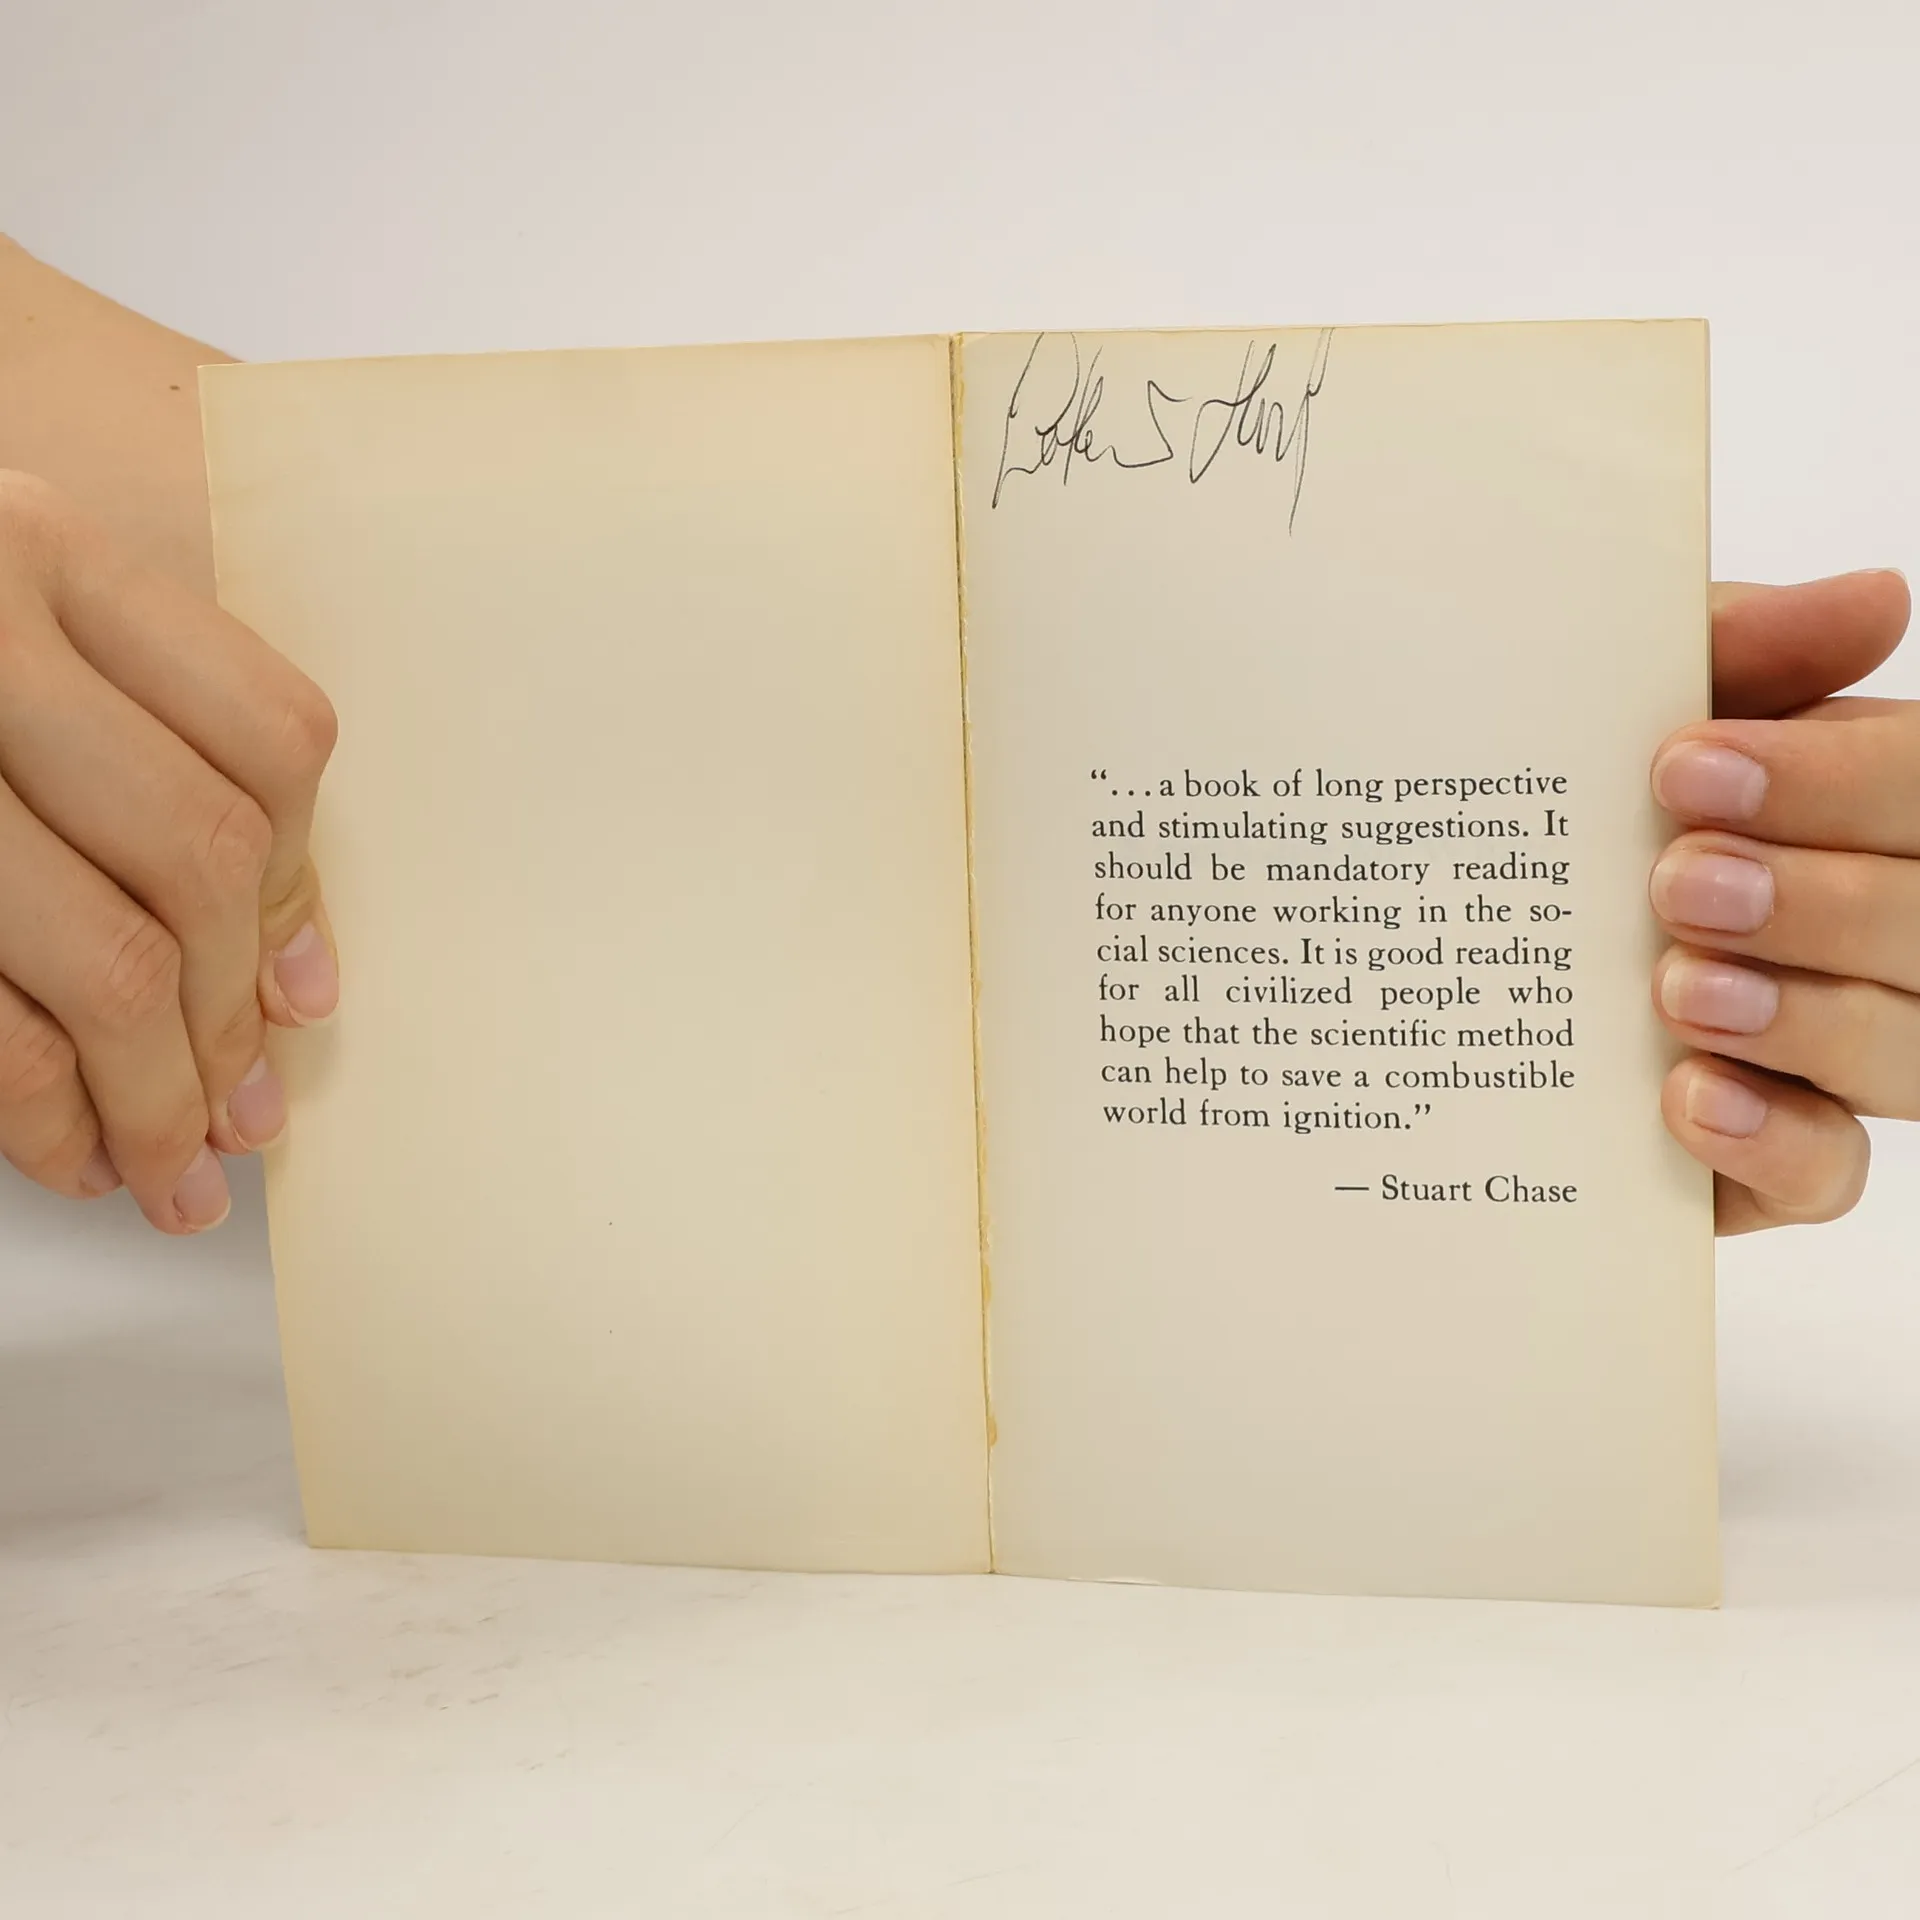 “...a book of long perspective
and stimulating suggestions. It
should be mandatory reading
for anyone working in the so-
cial sciences. It is good reading
for all civilized people who
hope that the scientific method
can help to save a combustible
world from ignition.”
— Stuart Chase